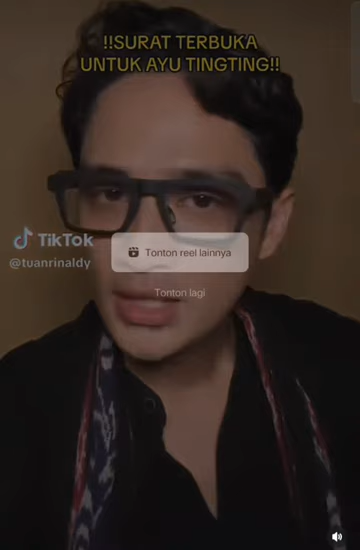 !!SURAT TERBUKA
UNTUK AYU TINGTING!!
TikTok
@tuanrinaldy
Tonton reel lainnya
Tonton lagi